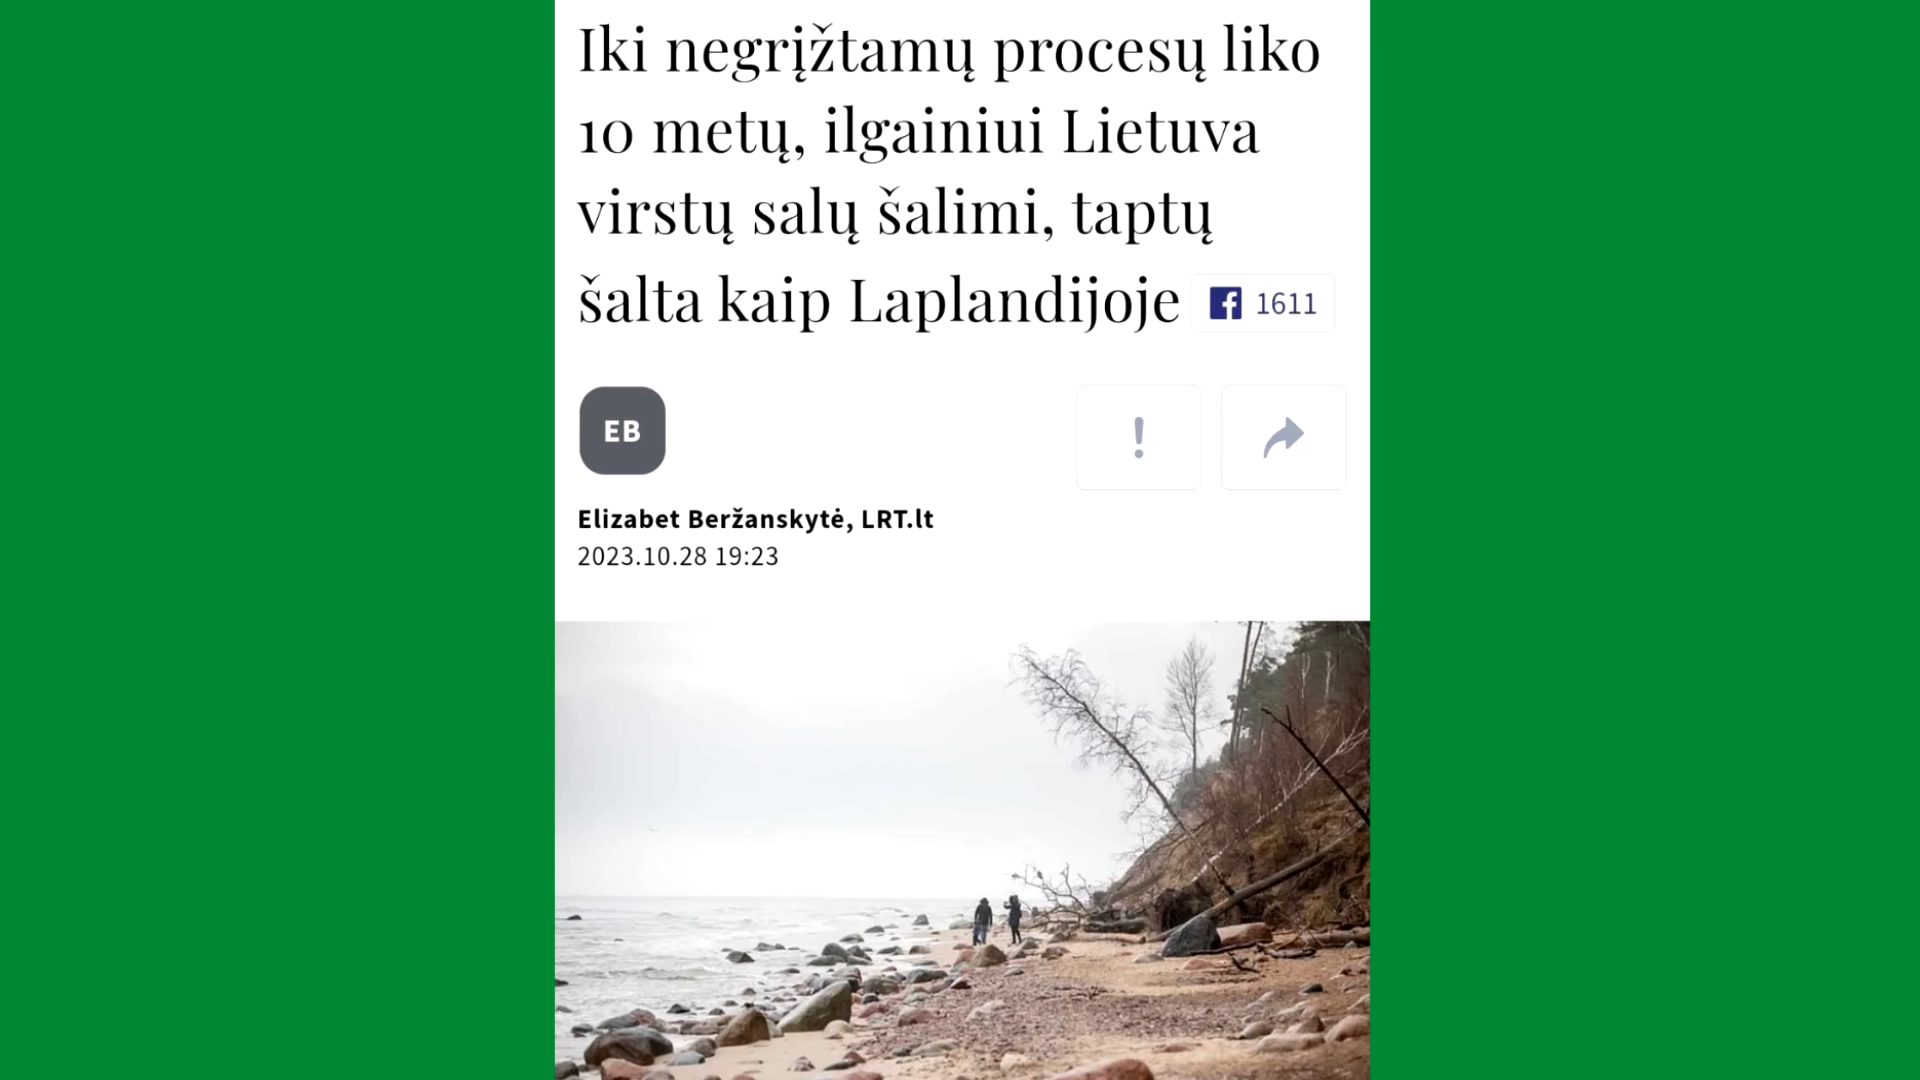 Iki negrįžtamų procesų liko
10 metų, ilgainiui Lietuva
virstų salų šalimi, taptų
šalta kaip Laplandijoje 1611
EB
Elizabet Beržanskytė, LRT.lt
2023.10.28 19:23